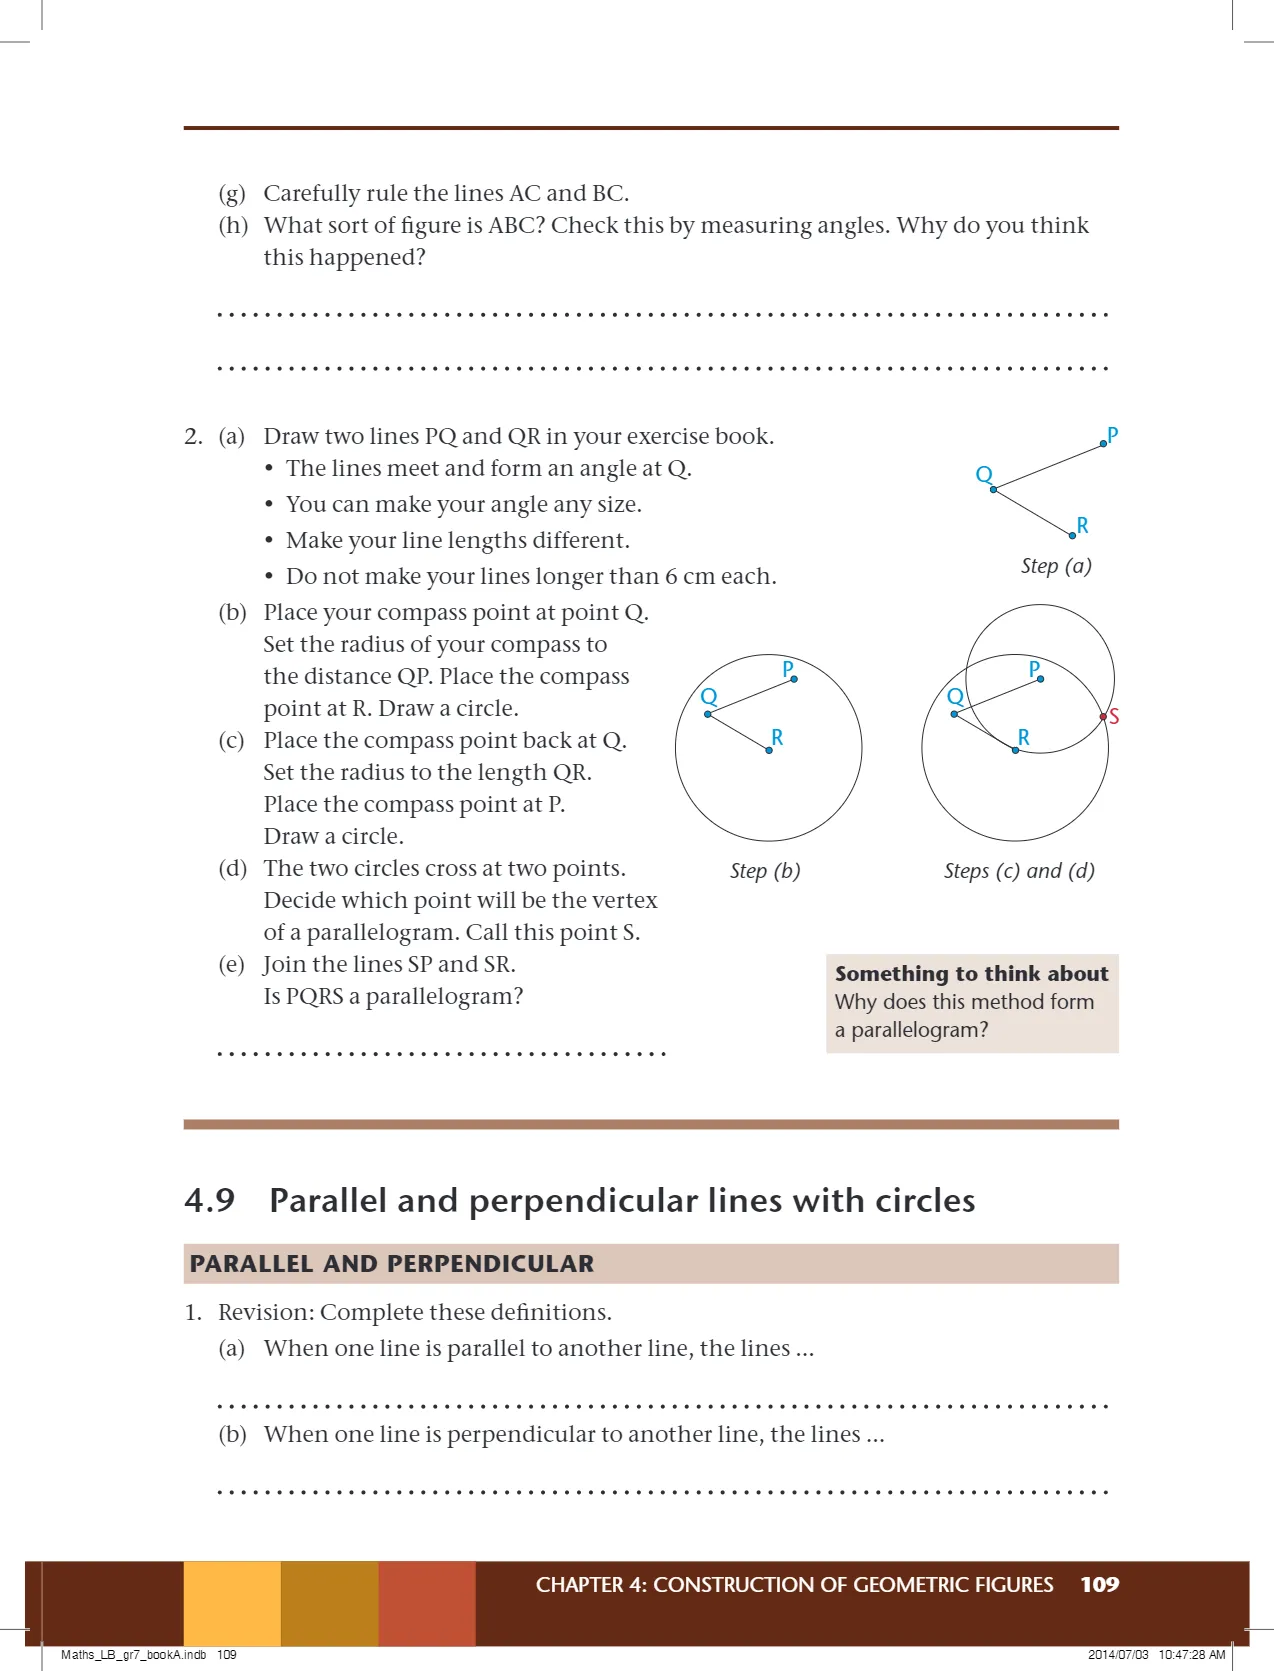 (g) Carefully rule the lines AC and BC.
(h) What sort of figure is ABC? Check this by measuring angles. Why do you think
this happened?
2. (a) Draw two lines PQ and QR in your exercise book.
• The lines meet and form an angle at Q.
• You can make your angle any size.
• Make your line lengths different.
• Do not make your lines longer than 6 cm each.
P
Q
R
Step (a)
(b) Place your compass point at point Q.
Set the radius of your compass to
the distance QP. Place the compass
point at R. Draw a circle.
(c) Place the compass point back at Q.
Set the radius to the length QR.
Place the compass point at P.
Draw a circle.
(d) The two circles cross at two points.
Decide which point will be the vertex
of a parallelogram. Call this point S.
(e) Join the lines SP and SR.
Is PQRS a parallelogram?
P
Q
R
Step (b)
P
Q
S
R
Steps (c) and (d)
Something to think about
Why does this method form
a parallelogram?
4.9 Parallel and perpendicular lines with circles
PARALLEL AND PERPENDICULAR
1. Revision: Complete these definitions.
(a) When one line is parallel to another line, the lines ...
(b) When one line is perpendicular to another line, the lines ...
CHAPTER 4: CONSTRUCTION OF GEOMETRIC FIGURES 109
Maths_LB_gr7_bookA.indb 109
2014/07/03 10:47:28 AM